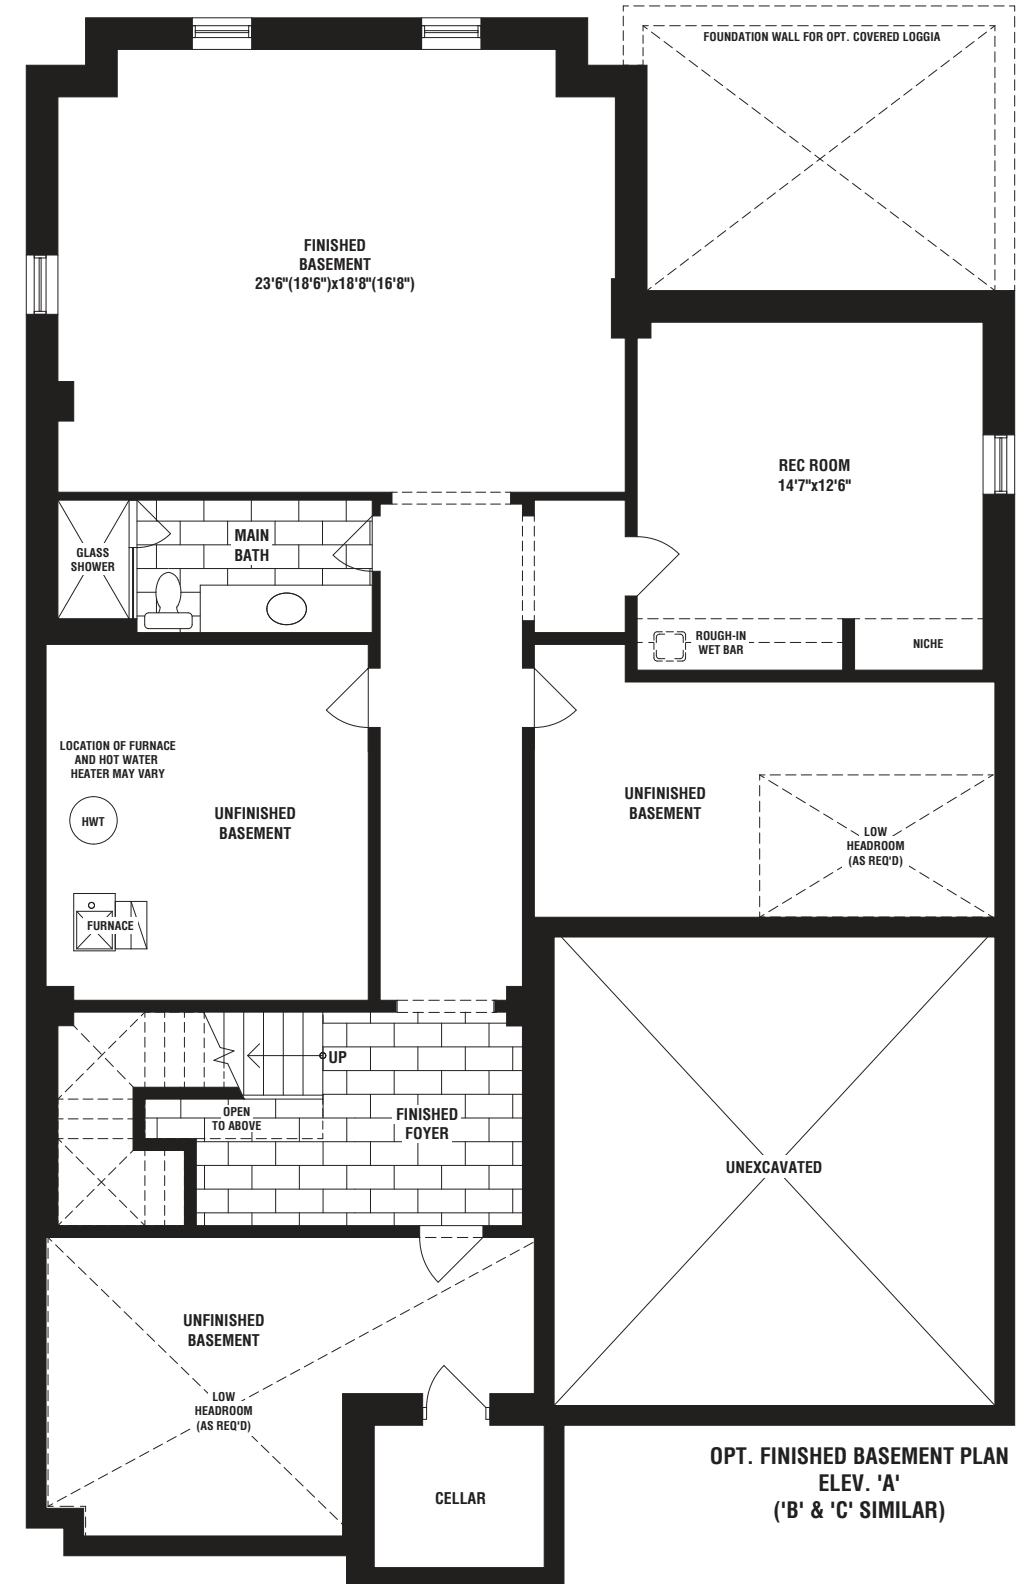 FOUNDATION WALL FOR OPT. COVERED LOGGIA
FINISHED
BASEMENT
23'6"(18'6")x18'8"(16'8")
REC ROOM
14'7"x12'6"
MAIN
BATH
GLASS
SHOWER
ROUGH-IN
WET BAR
NICHE
LOCATION OF FURNACE
AND HOT WATER
HEATER MAY VARY
HWT
UNFINISHED
BASEMENT
FURNACE
UNFINISHED
BASEMENT
LOW
HEADROOM
(AS REQ'D)
UP
OPEN
TO ABOVE
FINISHED
FOYER
UNEXCAVATED
UNFINISHED
BASEMENT
LOW
HEADROOM
(AS REQ'D)
CELLAR
OPT. FINISHED BASEMENT PLAN
ELEV. 'A'
('B' & 'C' SIMILAR)